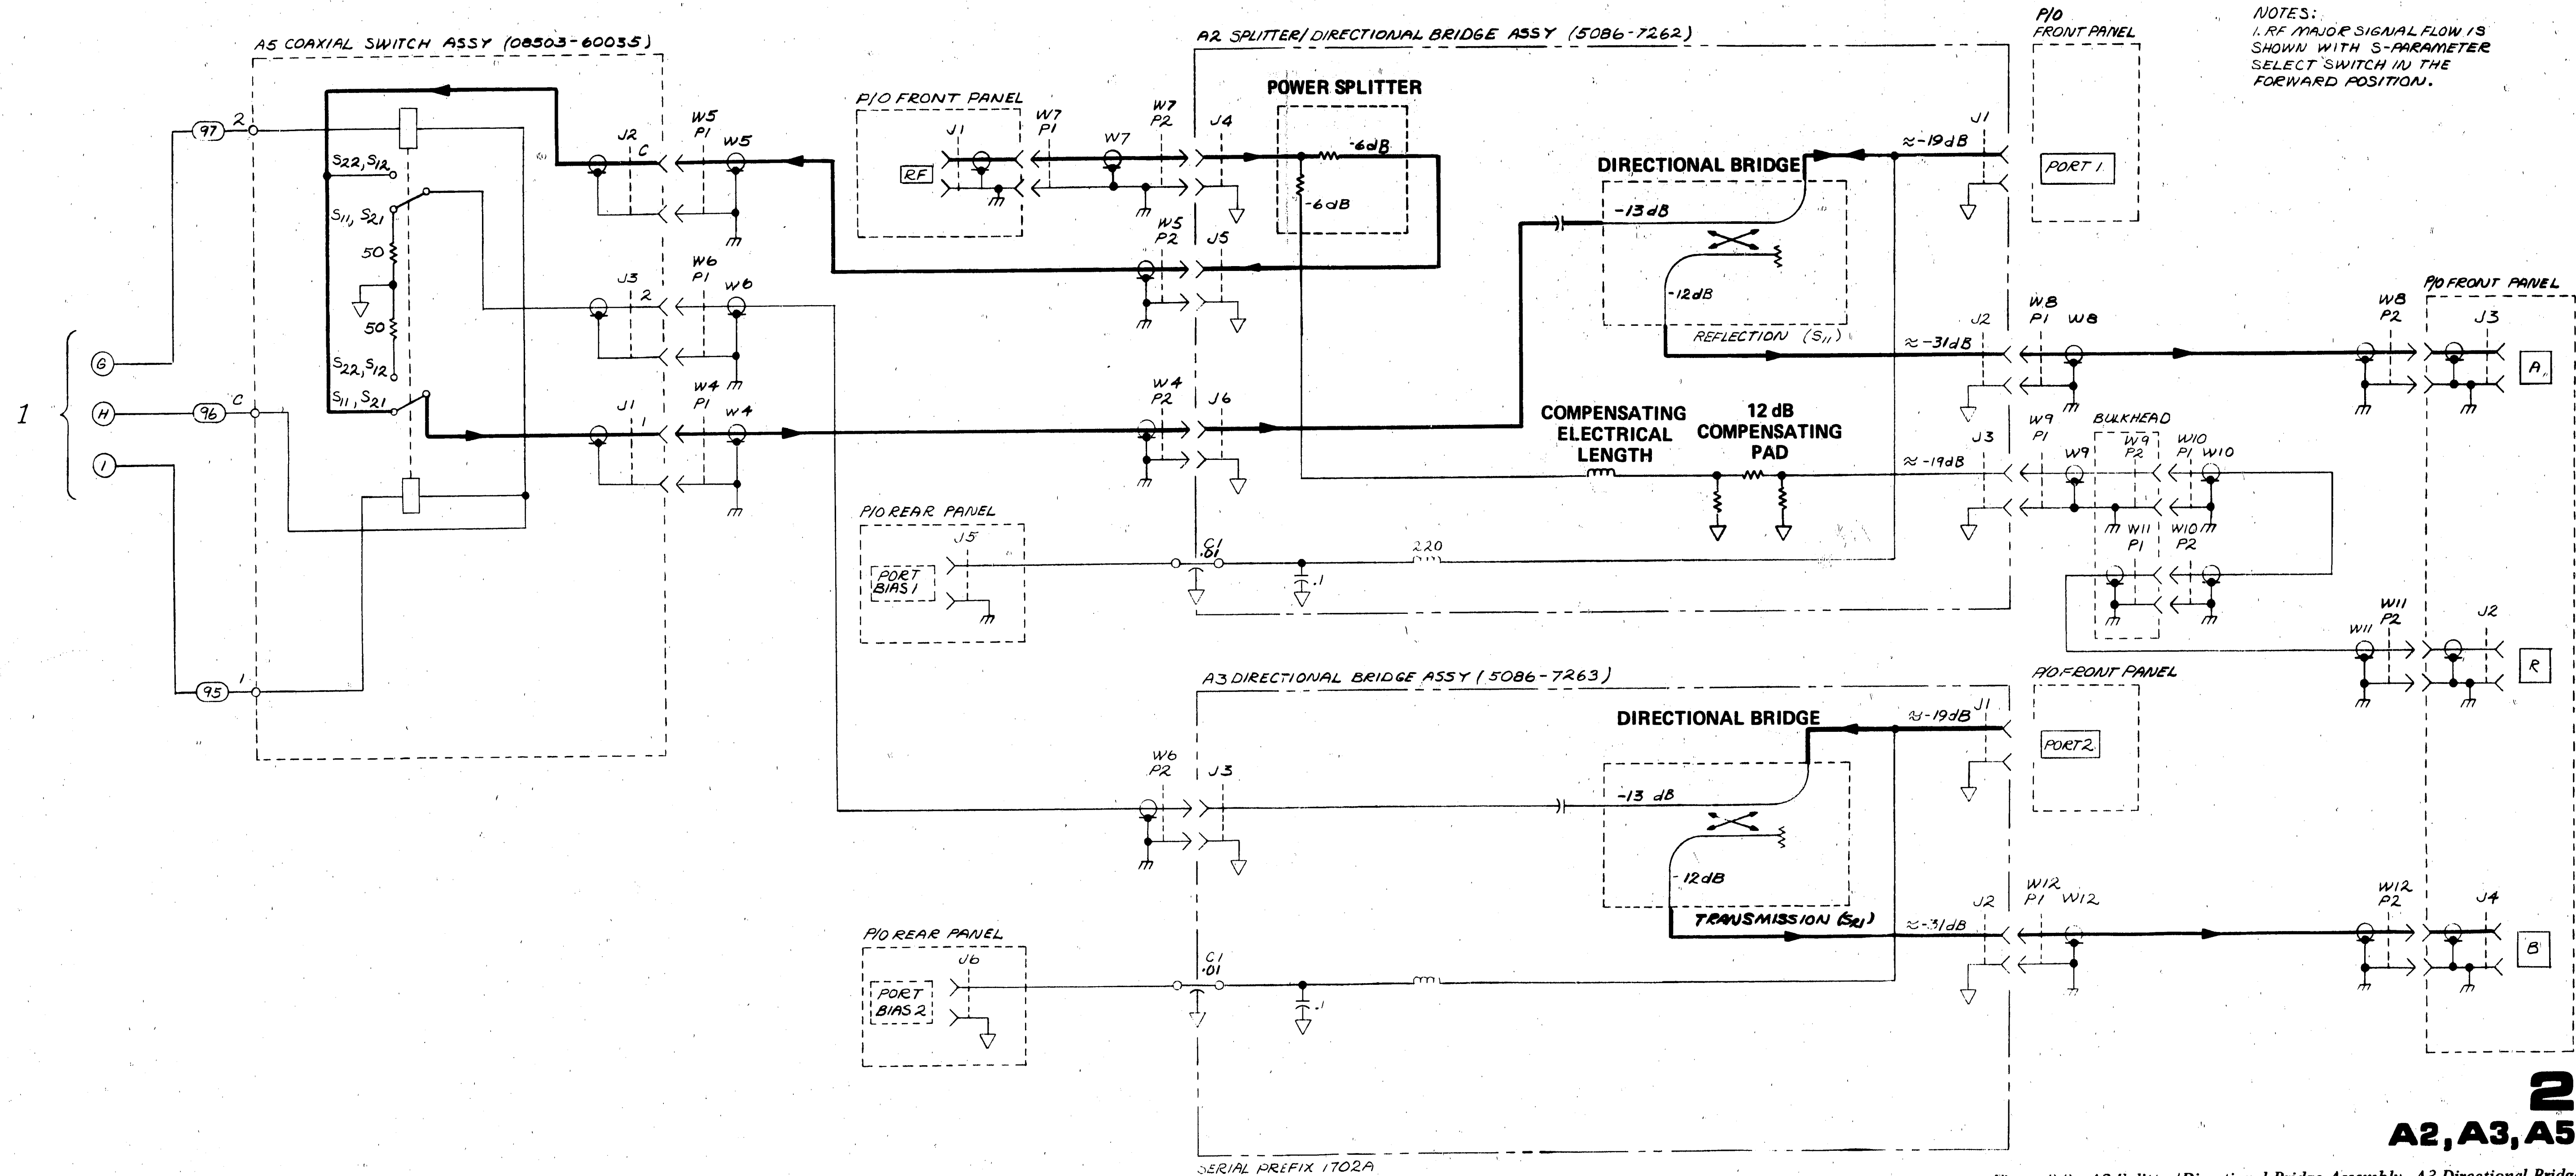 P/O
FRONT PANEL
NOTES:
1. RF MAJOR SIGNAL FLOW IS
SHOWN WITH S-PARAMETER
SELECT SWITCH IN THE
FORWARD POSITION.
A5 COAXIAL SWITCH ASSY (08503-60035)
A2 SPLITTER/DIRECTIONAL BRIDGE ASSY (5086-7262)
97
2
S22, S12
S11, S21
50
50
S22, S12
S11, S21
J2
C
W5
P1
W5
J3
2
W6
P1
W6
J1
1
W4
P1
W4
1
G
H
I
96
C
95
1
P/O FRONT PANEL
J1
RF
W7
P1
W7
W7
P2
J4
W5
P2
J5
W4
P2
J6
POWER SPLITTER
-6dB
-6dB
DIRECTIONAL BRIDGE
-13dB
-12dB
REFLECTION (S11)
≈-19dB
J1
PORT 1
≈-31dB
J2
W8
P1
W8
P/O FRONT PANEL
W8
P2
J3
A
COMPENSATING
ELECTRICAL
LENGTH
12 dB
COMPENSATING
PAD
≈-19dB
J3
W9
P1
W9
BULKHEAD
W9
P2
W10
P1
W10
W11
P1
W10
P2
W11
W11
P2
J2
R
P/O REAR PANEL
J5
PORT
BIAS 1
C1
.01
.1
220
A3 DIRECTIONAL BRIDGE ASSY (5086-7263)
P/O FRONT PANEL
DIRECTIONAL BRIDGE
≈-19dB
J1
PORT 2
W6
P2
J3
-13 dB
-12dB
TRANSMISSION (S21)
≈-31dB
J2
W12
P1
W12
W12
P2
J4
B
P/O REAR PANEL
J6
PORT
BIAS 2
C1
.01
.1
2
A2, A3, A5
SERIAL PREFIX 1702A